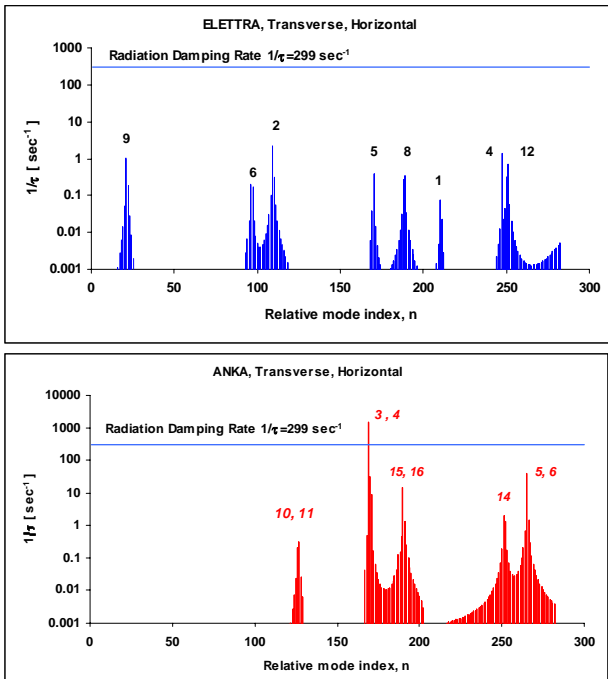 ELETTRA, Transverse, Horizontal
1000
Radiation Damping Rate 1/τ=299 sec⁻¹
100
10
1
0.1
0.01
0.001
1/τ [ sec⁻¹ ]
9
6
2
5
8
1
4
12
0 50 100 150 200 250 300
Relative mode index, n
ANKA, Transverse, Horizontal
10000
1000
Radiation Damping Rate 1/τ=299 sec⁻¹
100
10
1
0.1
0.01
0.001
1/τ [ sec⁻¹ ]
3, 4
10, 11
15, 16
14
5, 6
0 50 100 150 200 250 300
Relative mode index, n